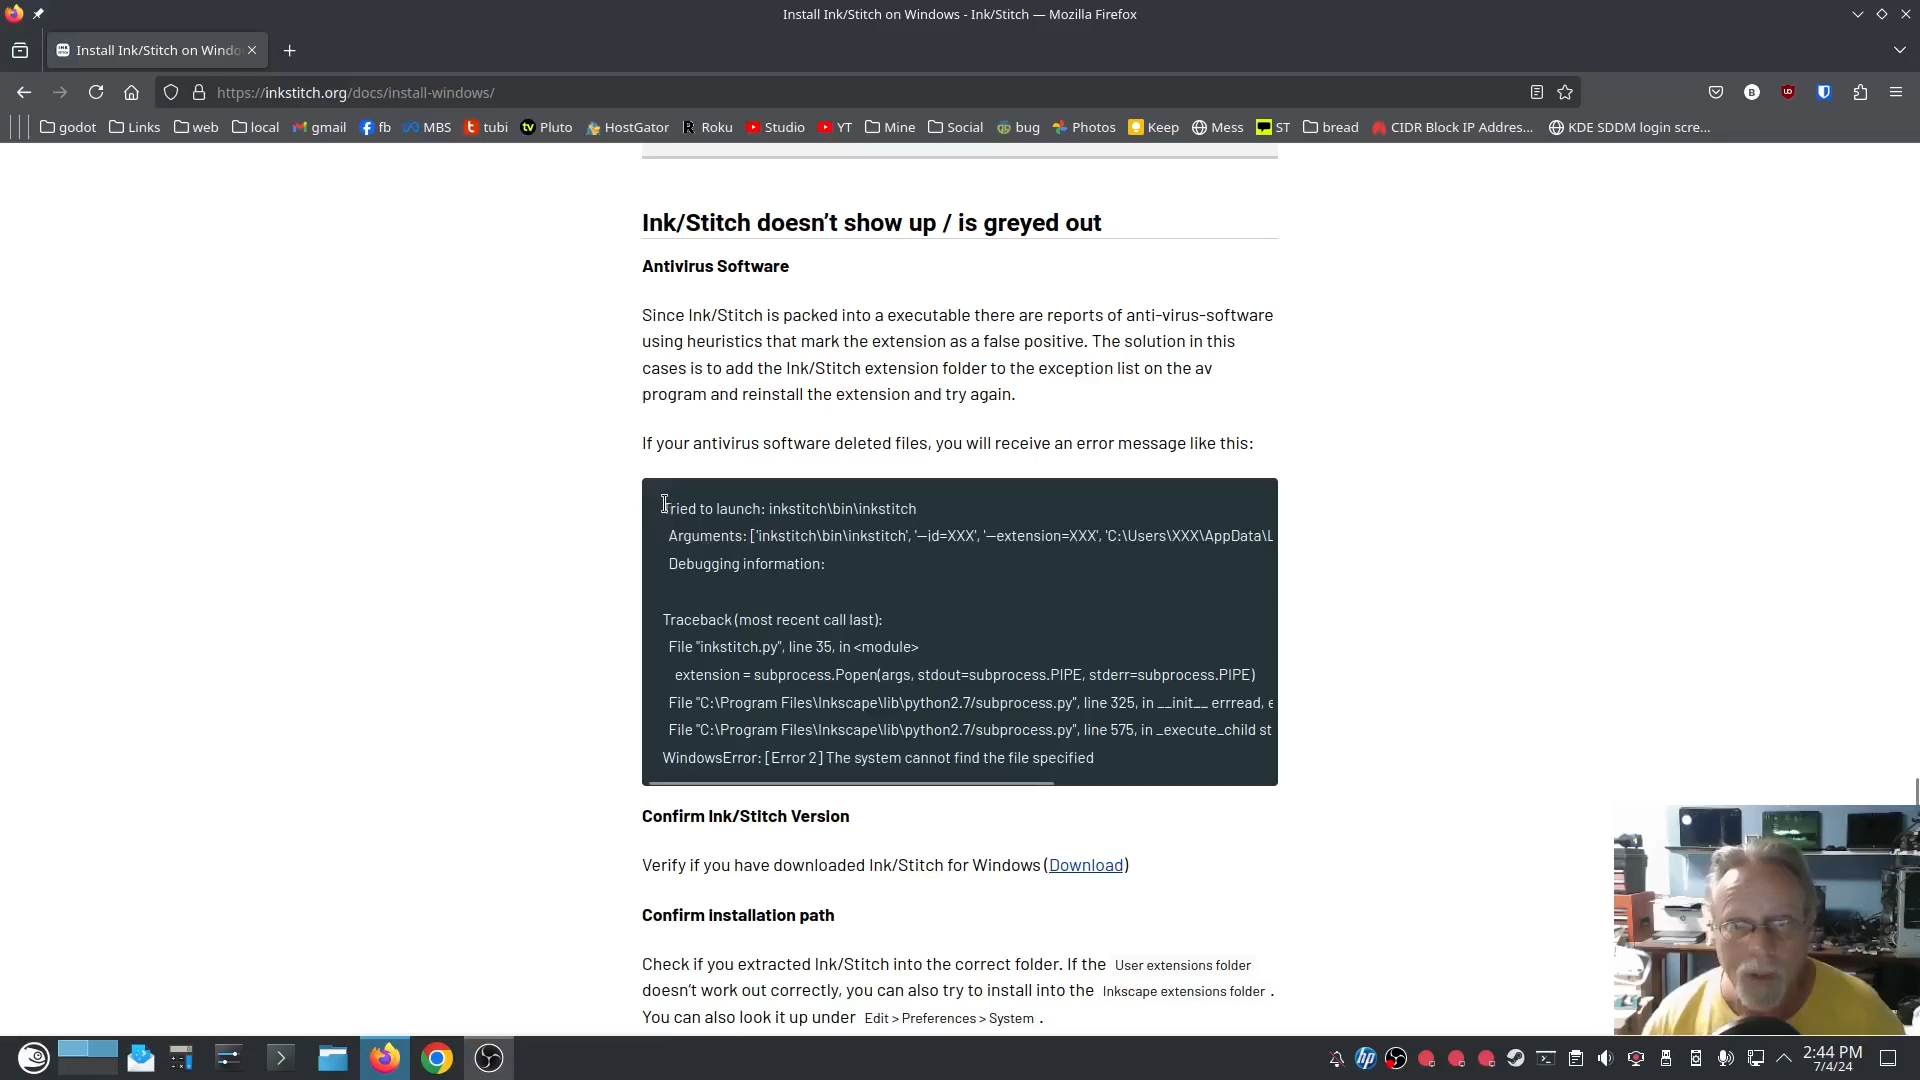 Install Ink/Stitch on Windows - Ink/Stitch — Mozilla Firefox
Install Ink/Stitch on Windo
https://inkstitch.org/docs/install-windows/
godot Links web local gmail fb MBS tubi Pluto HostGator Roku Studio YT Mine Social bug Photos Keep Mess ST bread CIDR Block IP Addres... KDE SDDM login scre...
Ink/Stitch doesn’t show up / is greyed out
Antivirus Software
Since Ink/Stitch is packed into a executable there are reports of anti-virus-software
using heuristics that mark the extension as a false positive. The solution in this
cases is to add the Ink/Stitch extension folder to the exception list on the av
program and reinstall the extension and try again.
If your antivirus software deleted files, you will receive an error message like this:
Tried to launch: inkstitch\bin\inkstitch
Arguments: ['inkstitch\bin\inkstitch', '—id=XXX', '—extension=XXX', 'C:\Users\XXX\AppData\L
Debugging information:
Traceback (most recent call last):
File "inkstitch.py", line 35, in <module>
extension = subprocess.Popen(args, stdout=subprocess.PIPE, stderr=subprocess.PIPE)
File "C:\Program Files\Inkscape\lib\python2.7/subprocess.py", line 325, in __init__ errread, e
File "C:\Program Files\Inkscape\lib\python2.7/subprocess.py", line 575, in _execute_child st
WindowsError: [Error 2] The system cannot find the file specified
Confirm Ink/Stitch Version
Verify if you have downloaded Ink/Stitch for Windows (Download)
Confirm installation path
Check if you extracted Ink/Stitch into the correct folder. If the User extensions folder
doesn’t work out correctly, you can also try to install into the Inkscape extensions folder .
You can also look it up under Edit > Preferences > System .
2:44 PM
7/4/24